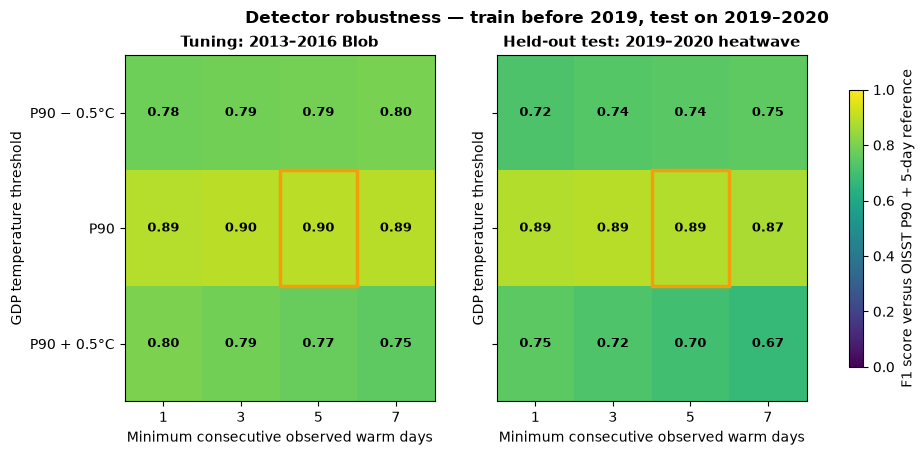 Detector robustness — train before 2019, test on 2019–2020
Tuning: 2013–2016 Blob
GDP temperature threshold
P90 − 0.5°C
0.78 0.79 0.79 0.80
P90
0.89 0.90 0.90 0.89
P90 + 0.5°C
0.80 0.79 0.77 0.75
1 3 5 7
Minimum consecutive observed warm days
Held-out test: 2019–2020 heatwave
GDP temperature threshold
0.72 0.74 0.74 0.75
0.89 0.89 0.89 0.87
0.75 0.72 0.70 0.67
1 3 5 7
Minimum consecutive observed warm days
1.0
0.8
0.6
0.4
0.2
0.0
F1 score versus OISST P90 + 5-day reference